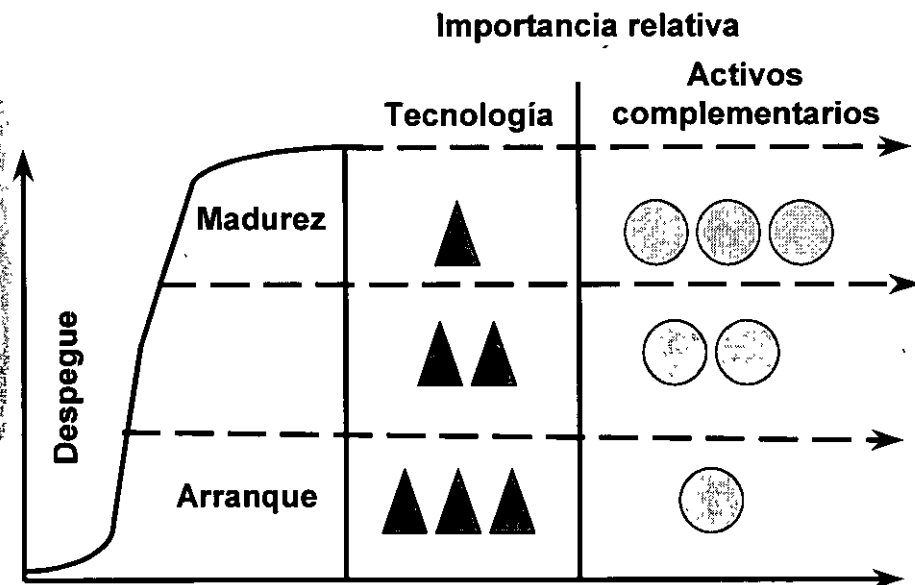 Importancia relativa
Tecnología
Activos
complementarios
Madurez
Despegue
Arranque